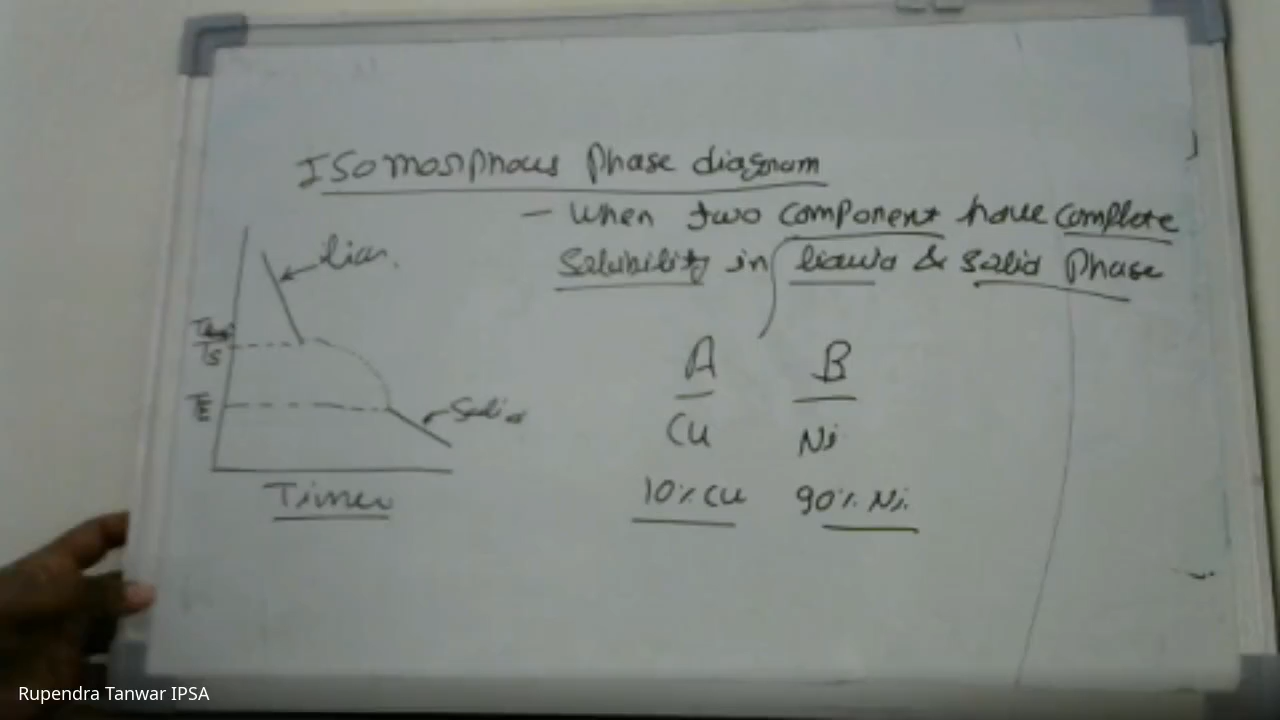 Isomorphous Phase diagram
- When two component have complete
Solubility in liquid & solid Phase
Liq.
Ts
TE
Solid
Time
A B
Cu Ni
10% Cu 90% Ni.
Rupendra Tanwar IPSA